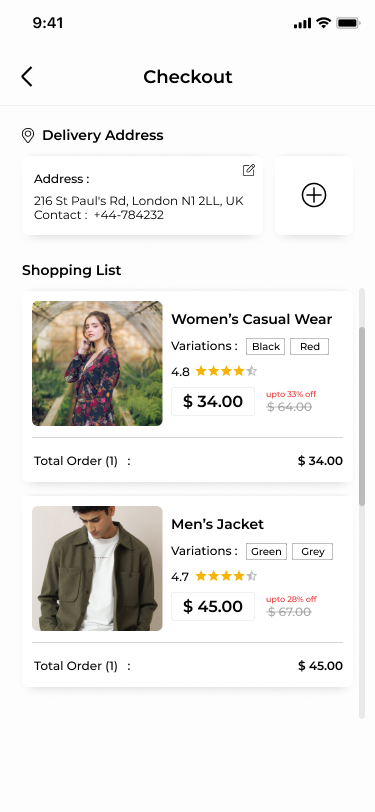 9:41
Checkout
Delivery Address
Address :
216 St Paul's Rd, London N1 2LL, UK
Contact : +44-784232
Shopping List
Women's Casual Wear
Variations : Black Red
4.8
$ 34.00
upto 33% off
$ 64.00
Total Order (1) : $ 34.00
Men's Jacket
Variations : Green Grey
4.7
$ 45.00
upto 28% off
$ 67.00
Total Order (1) : $ 45.00